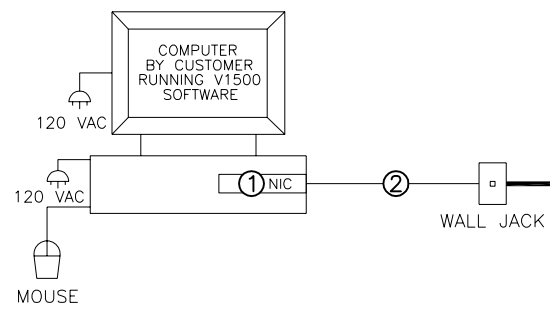 COMPUTER
BY CUSTOMER
RUNNING V1500
SOFTWARE
120 VAC
120 VAC
1 NIC
2
WALL JACK
MOUSE